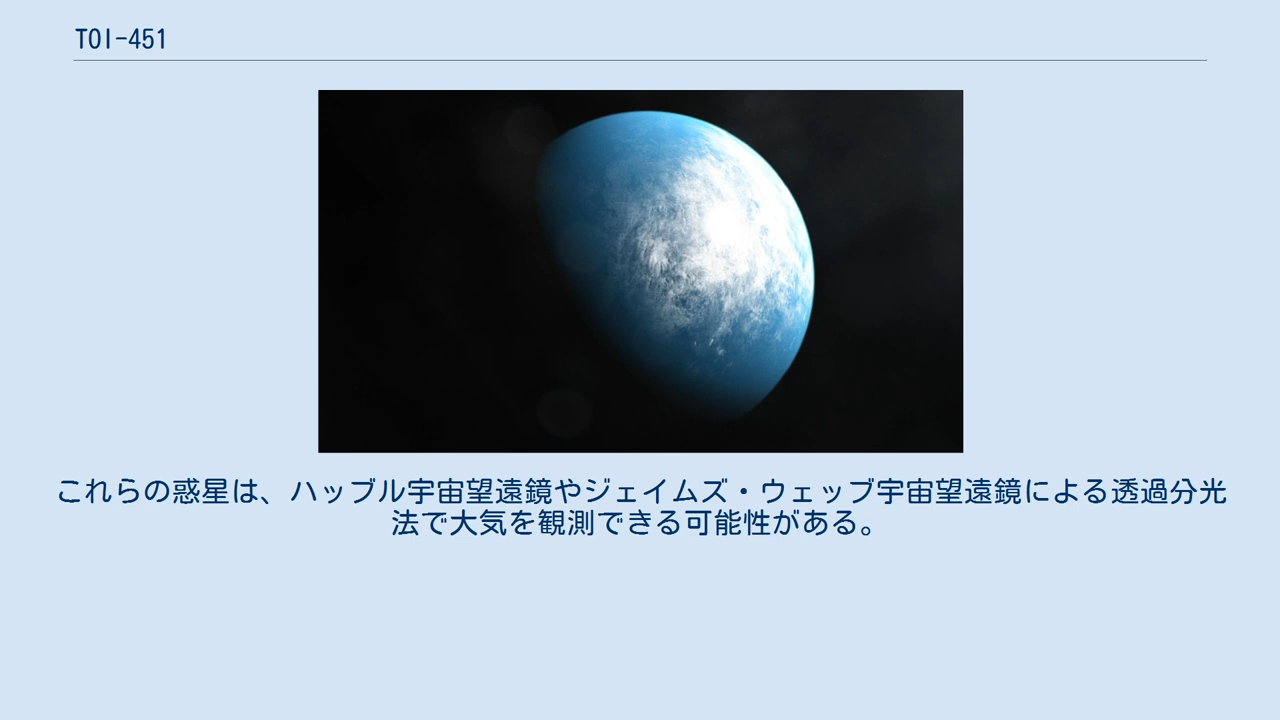 TOI-451
これらの惑星は、ハッブル宇宙望遠鏡やジェイムズ・ウェッブ宇宙望遠鏡による透過分光
法で大気を観測できる可能性がある。